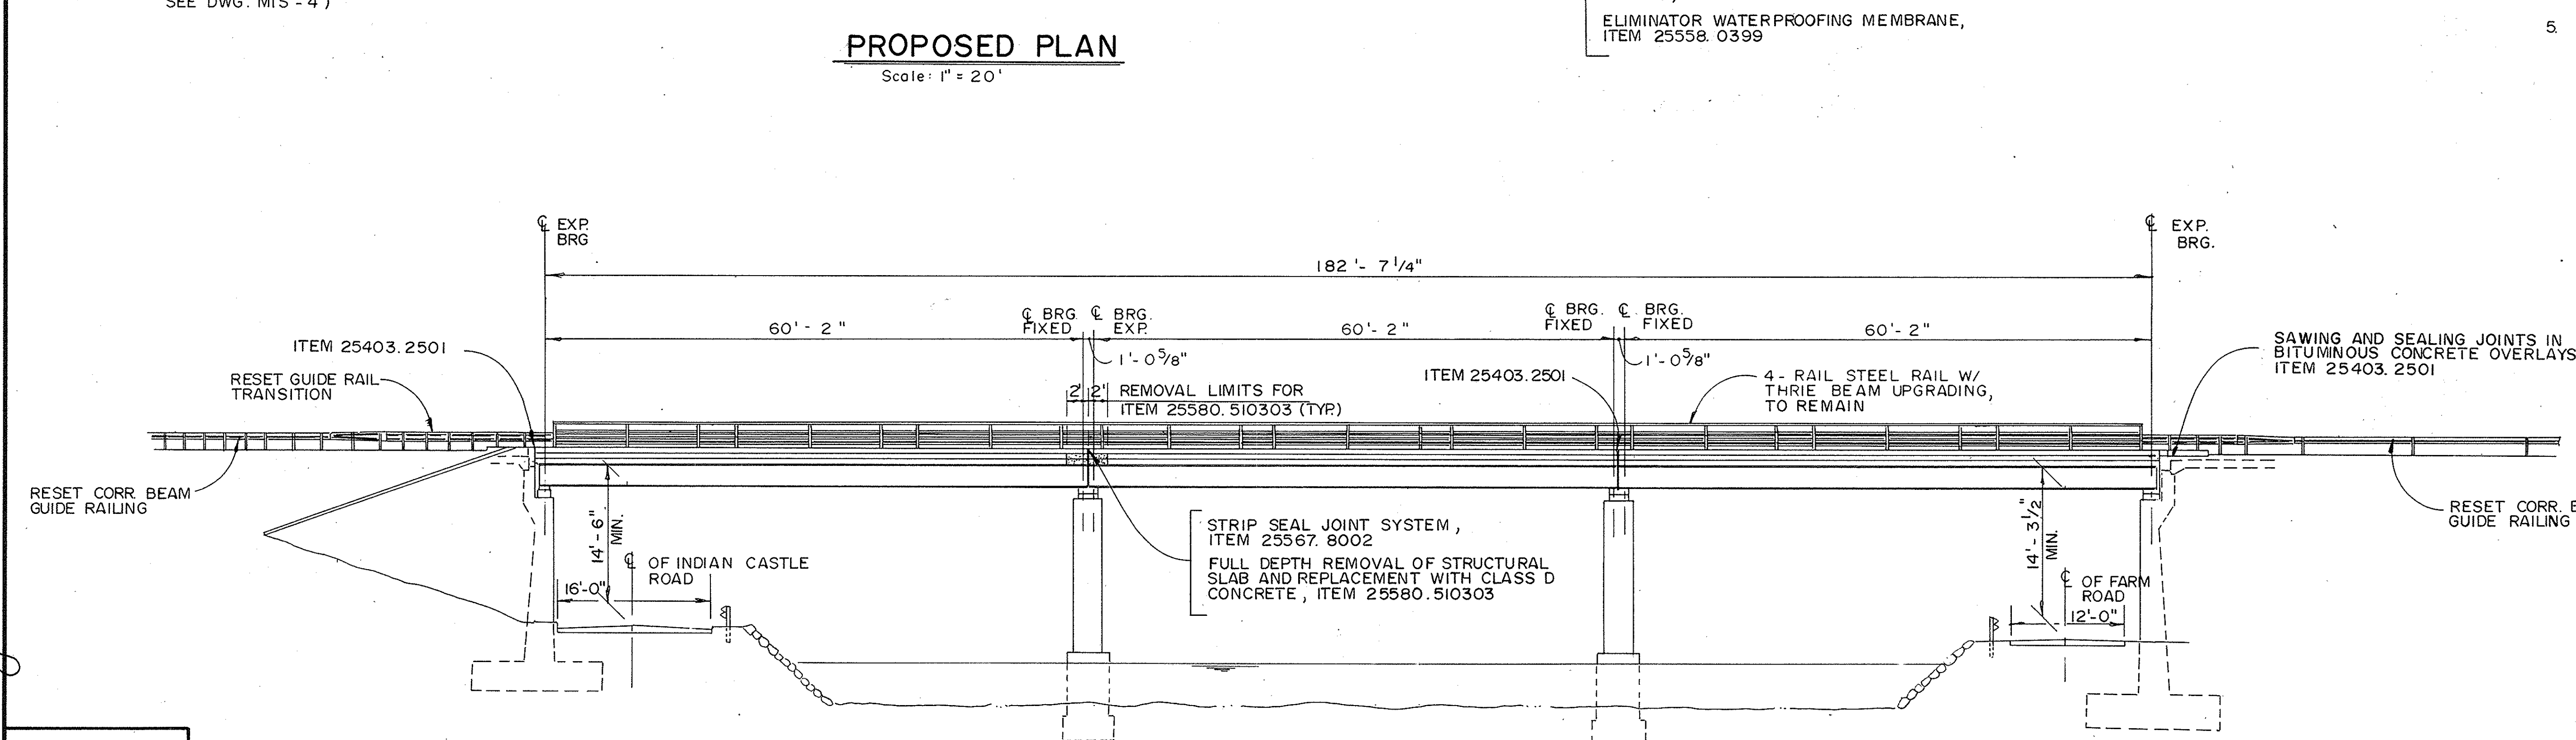 SEE DWG. MTS - 4 )
PROPOSED PLAN
Scale: 1" = 20'
ELIMINATOR WATERPROOFING MEMBRANE,
ITEM 25558. 0399
5.
℄ EXP.
BRG
℄ EXP.
BRG.
182'- 7 1/4"
60'- 2"
℄ BRG.
FIXED
℄ BRG.
EXP.
60'- 2"
℄ BRG.
FIXED
℄ BRG.
FIXED
60'- 2"
1'- 0 5/8"
1'- 0 5/8"
ITEM 25403.2501
RESET GUIDE RAIL
TRANSITION
2' 2'
REMOVAL LIMITS FOR
ITEM 25580. 510303 (TYP.)
ITEM 25403.2501
4- RAIL STEEL RAIL W/
THRIE BEAM UPGRADING,
TO REMAIN
SAWING AND SEALING JOINTS IN
BITUMINOUS CONCRETE OVERLAYS
ITEM 25403. 2501
RESET CORR. BEAM
GUIDE RAILING
14'- 6"
MIN.
℄ OF INDIAN CASTLE
ROAD
16'-0"
STRIP SEAL JOINT SYSTEM,
ITEM 25567. 8002
FULL DEPTH REMOVAL OF STRUCTURAL
SLAB AND REPLACEMENT WITH CLASS D
CONCRETE, ITEM 25580.510303
14'- 3 1/2"
MIN.
℄ OF FARM
ROAD
12'-0"
RESET CORR.
GUIDE RAILING